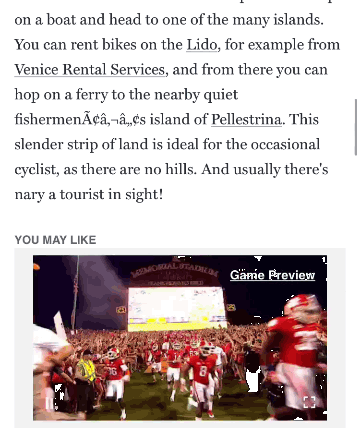 on a boat and head to one of the many islands.
You can rent bikes on the Lido, for example from
Venice Rental Services, and from there you can
hop on a ferry to the nearby quiet
fishermenÃ¢â‚¬â„¢s island of Pellestrina. This
slender strip of land is ideal for the occasional
cyclist, as there are no hills. And usually there's
nary a tourist in sight!
YOU MAY LIKE
MEMORIAL STADIUM
Game Preview
8